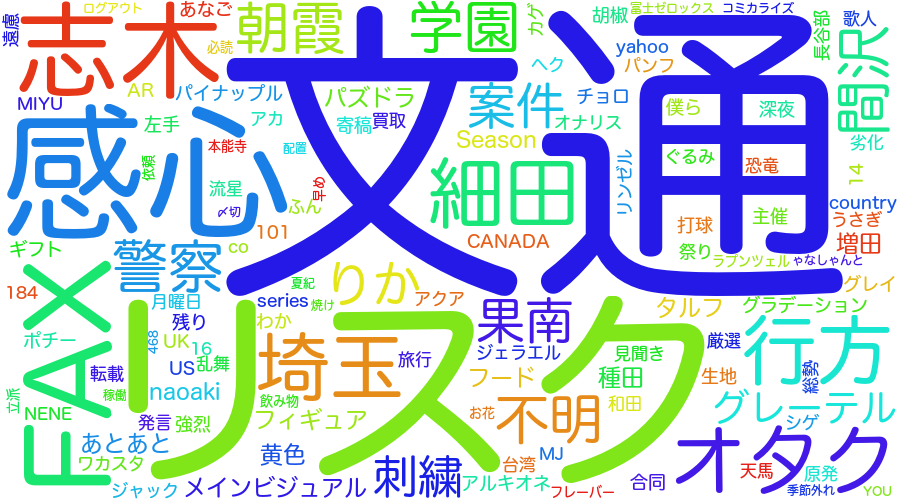 ログアウト
あなご
遠慮
志木
必読
朝霞
学園
カゲ
胡椒
冨士ゼロックス
コミカライズ
長谷部
歌人
yahoo
パンフ
ヘク
文通
MIYU
AR
パイナップル
パズドラ
案件
チョロ
間沢
僕ら
深夜
感心
左手
アカ
寄稿
買取
Season
オナリス
本能寺
配置
依頼
流星
早め
細田
リンゼル
ぐるみ
恐竜
劣化
14
country
〆切
ふん
打球
主催
うさぎ
101
co
CANADA
祭り
増田
ラプンツェル
ゃなしゃんと
ギフト
警察
りか
夏紀
184
FAX
月曜日
series
焼け
アクア
果南
タルフ
グラデーション
グレイ
残り
わか
ポチー
UK
16
468
乱舞
リスク
埼玉
ジェラエル
見聞き
厳選
行方
US
転載
稼働
naoaki
旅行
フード
種田
生地
総勢
立派
NENE
飲み物
お花
不明
和田
グレーテル
発言
強烈
フィギュア
シゲ
あとあと
黄色
MJ
オタク
ワカスタ
刺繍
台湾
天馬
原発
ジャック
メインビジュアル
アルキオネ
フレーバー
合同
季節外れ
YOU